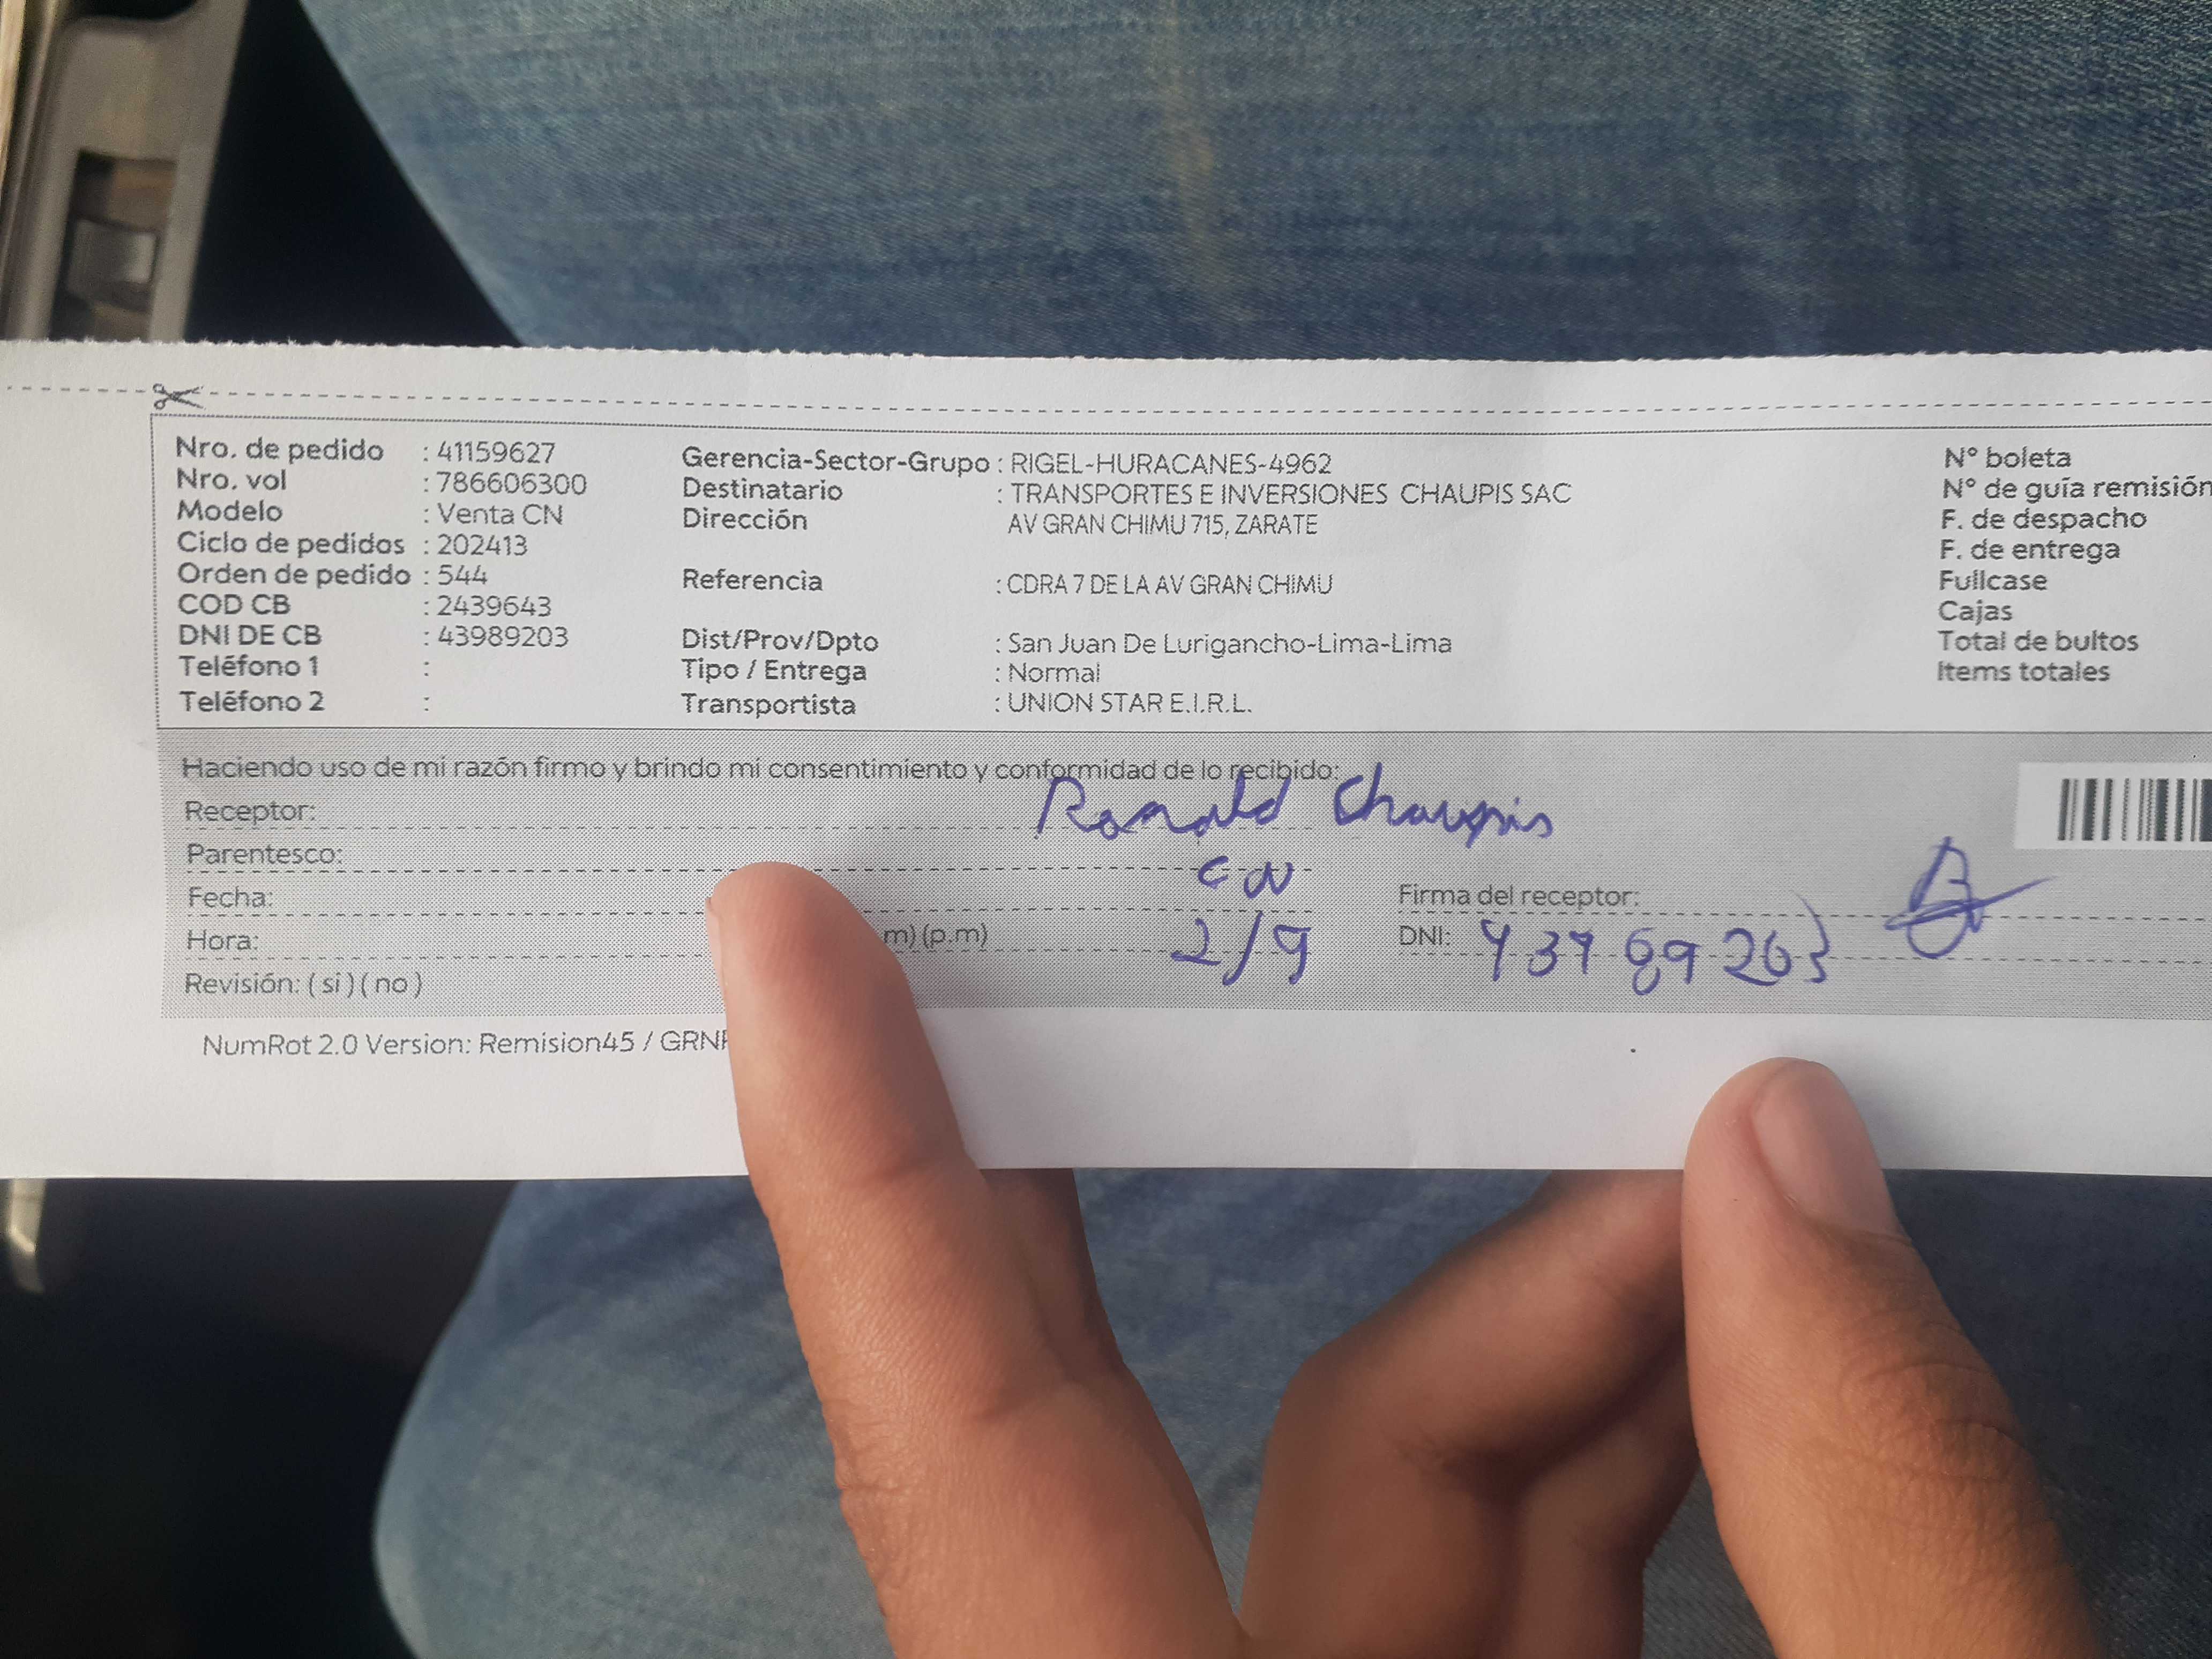 Nro. de pedido : 41159627
Nro. vol : 786606300
Modelo : Venta CN
Ciclo de pedidos : 202413
Orden de pedido : 544
COD CB : 2439643
DNI DE CB : 43989203
Teléfono 1 :
Teléfono 2 :
Gerencia-Sector-Grupo : RIGEL-HURACANES-4962
Destinatario : TRANSPORTES E INVERSIONES CHAUPIS SAC
Dirección AV GRAN CHIMU 715, ZARATE
Referencia : CDRA 7 DE LA AV GRAN CHIMU
Dist/Prov/Dpto : San Juan De Lurigancho-Lima-Lima
Tipo / Entrega : Normal
Transportista : UNION STAR E.I.R.L.
N° boleta
N° de guía remisión
F. de despacho
F. de entrega
Fullcase
Cajas
Total de bultos
Items totales
Haciendo uso de mi razón firmo y brindo mi consentimiento y conformidad de lo recibido:
Receptor: Ronald Chaupis
Parentesco: CN
Fecha:
Firma del receptor:
Hora: m) (p.m) 2/9
DNI:
Revisión: ( si ) ( no )
NumRot 2.0 Version: Remision45 /